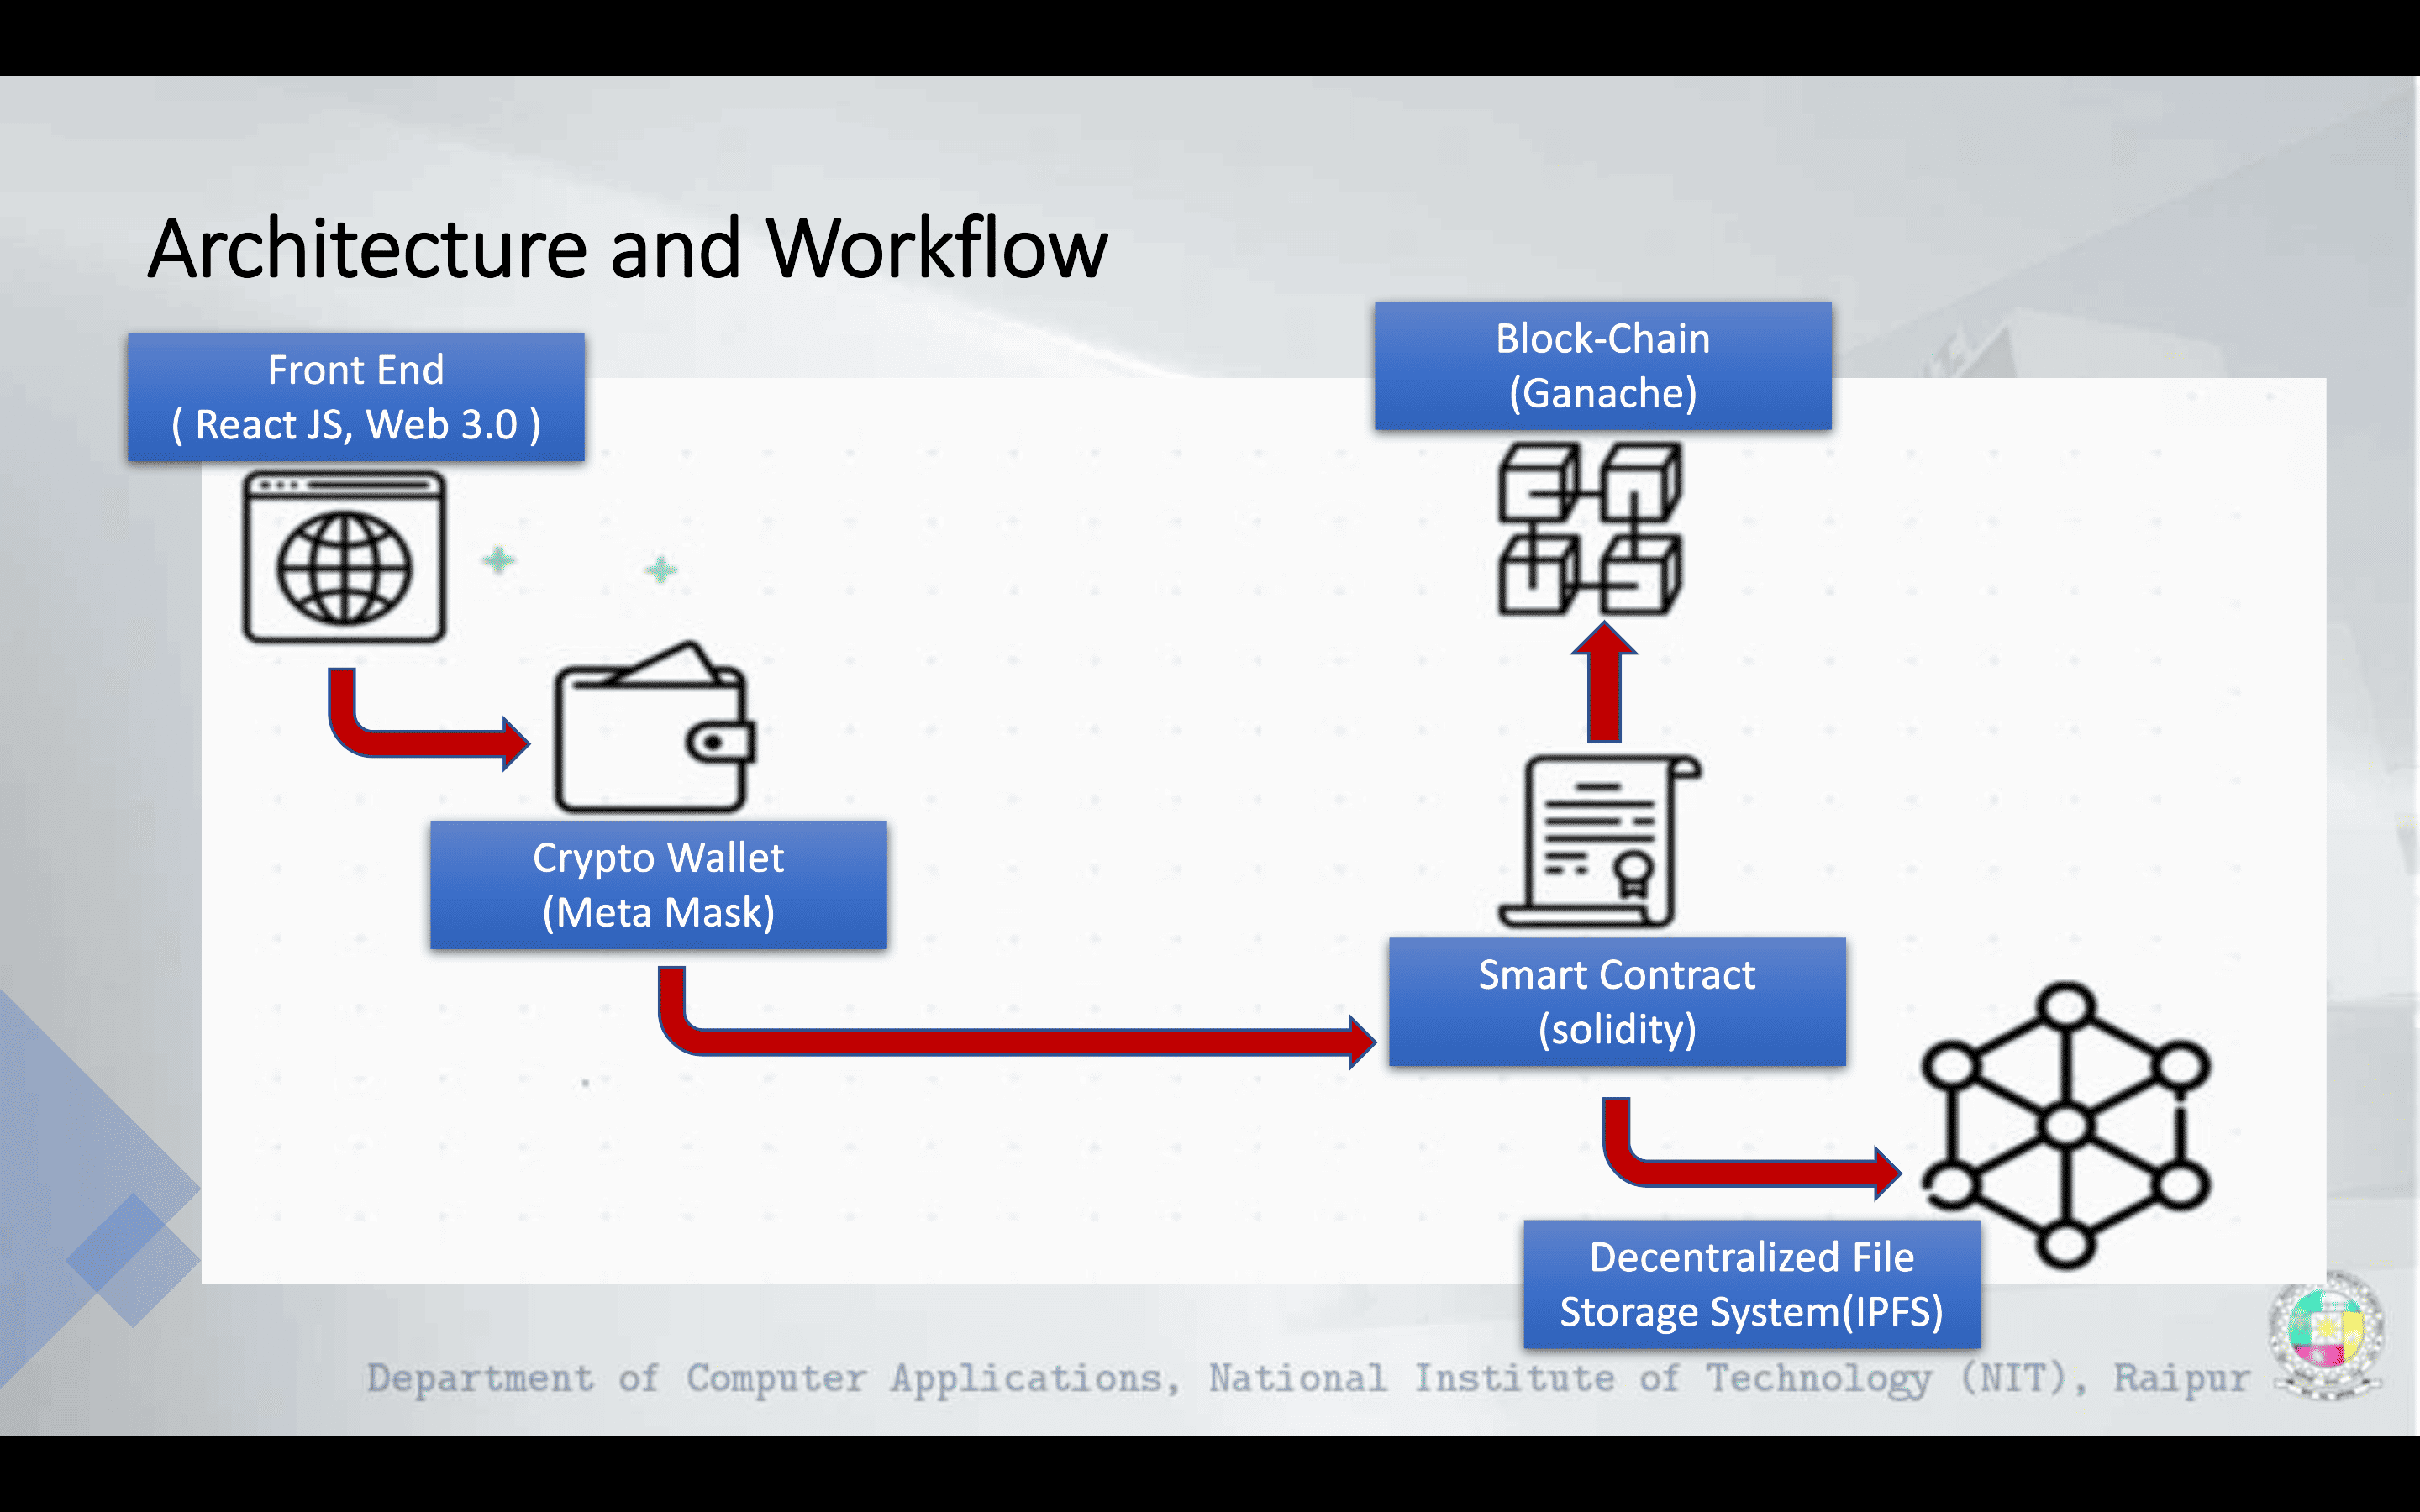 Architecture and Workflow
Front End
( React JS, Web 3.0 )
Block-Chain
(Ganache)
Crypto Wallet
(Meta Mask)
Smart Contract
(solidity)
Decentralized File
Storage System(IPFS)
Department of Computer Applications, National Institute of Technology (NIT), Raipur